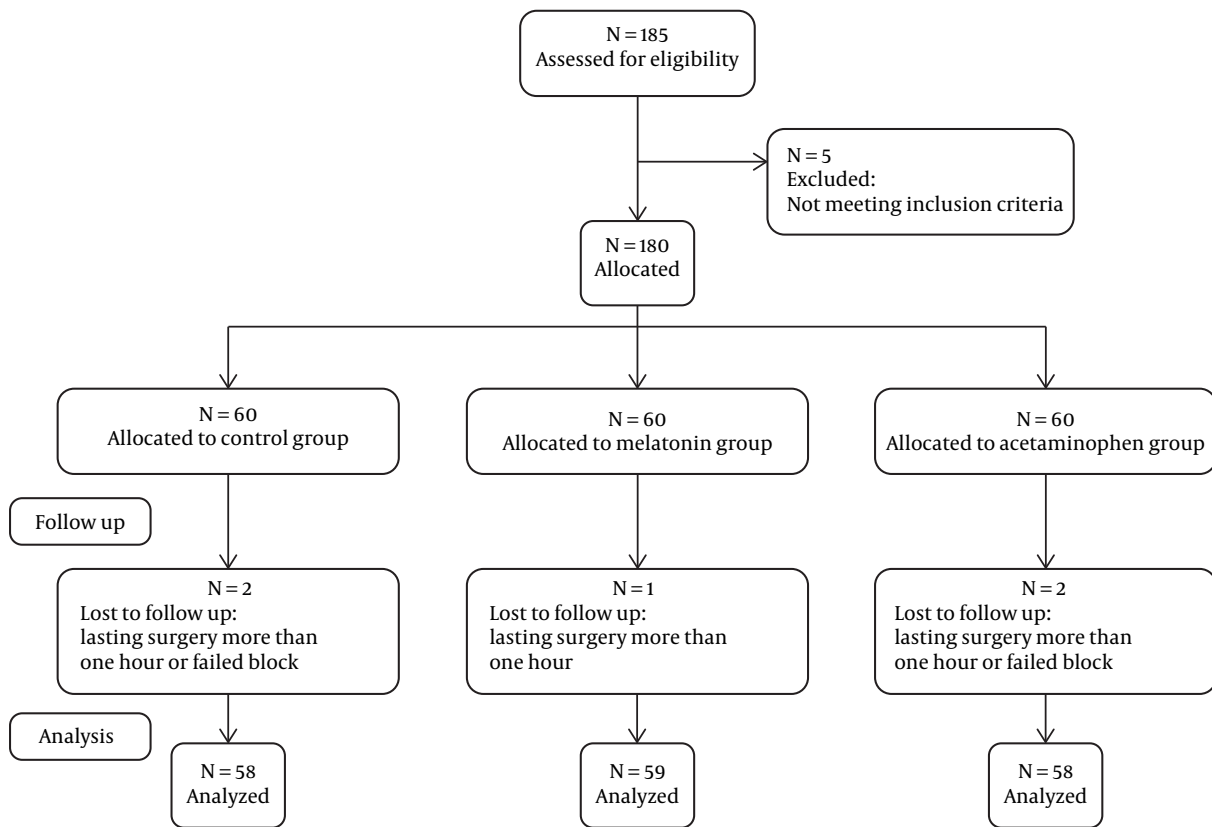 N = 185
Assessed for eligibility
N = 5
Excluded:
Not meeting inclusion criteria
N = 180
Allocated
N = 60
Allocated to control group
N = 60
Allocated to melatonin group
N = 60
Allocated to acetaminophen group
Follow up
N = 2
Lost to follow up:
lasting surgery more than
one hour or failed block
N = 1
Lost to follow up:
lasting surgery more than
one hour
N = 2
Lost to follow up:
lasting surgery more than
one hour or failed block
Analysis
N = 58
Analyzed
N = 59
Analyzed
N = 58
Analyzed